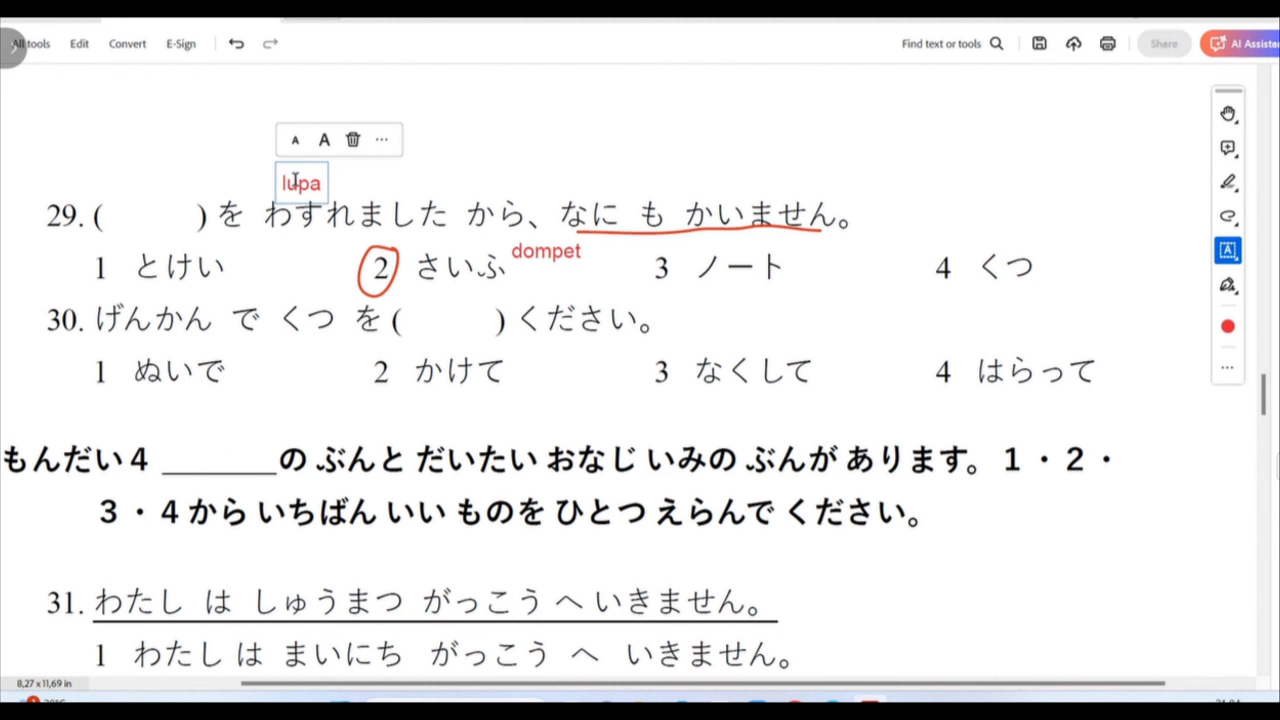 All tools Edit Convert E-Sign Find text or tools Share AI Assista
lupa
29. ( )を わすれました から、なに も かいません。
dompet
1 とけい 2 さいふ 3 ノート 4 くつ
30. げんかん で くつ を ( ) ください。
1 ぬいで 2 かけて 3 なくして 4 はらって
もんだい４ ＿＿＿＿の ぶんと だいたい おなじ いみの ぶんが あります。１・２・
３・４から いちばん いい ものを ひとつ えらんで ください。
31. わたし は しゅうまつ がっこう へ いきません。
1 わたし は まいにち がっこう へ いきません。
8,27 x 11,69 in